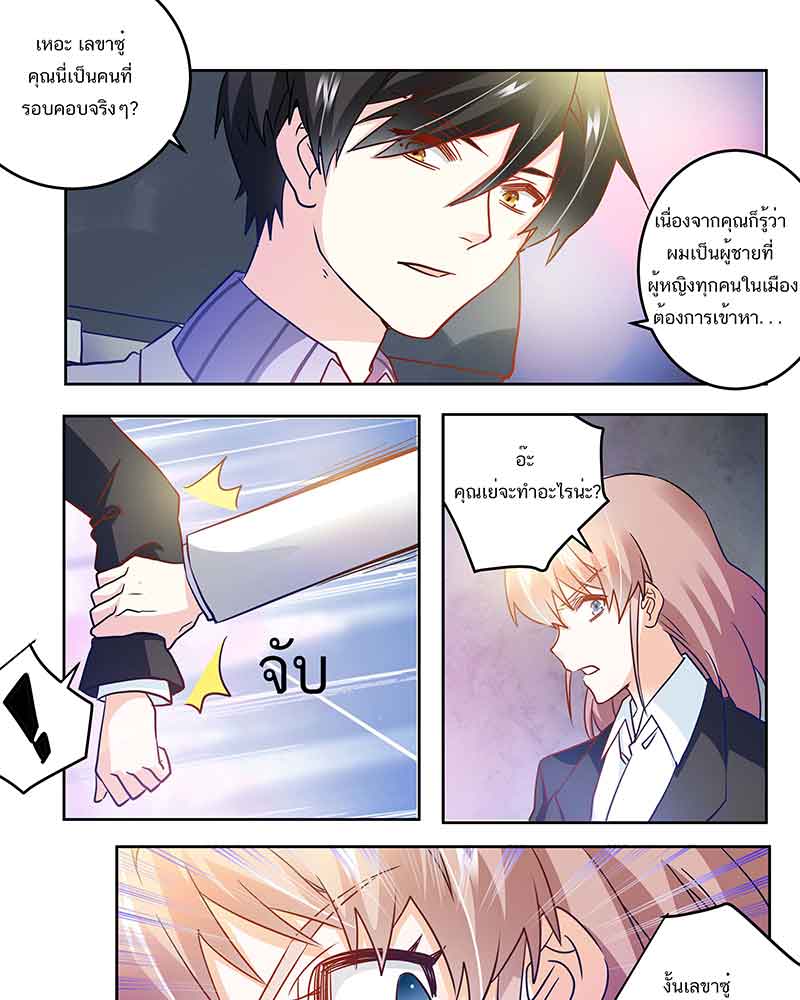 เหอะ เลขาซู่
คุณนี่เป็นคนที่
รอบคอบจริงๆ?
เนื่องจากคุณก็รู้ว่า
ผมเป็นผู้ชายที่
ผู้หญิงทุกคนในเมือง
ต้องการเข้าหา...
จับ
!
อ๊ะ
คุณเย่จะทำอะไรน่ะ?
งั้นเลขาซู่